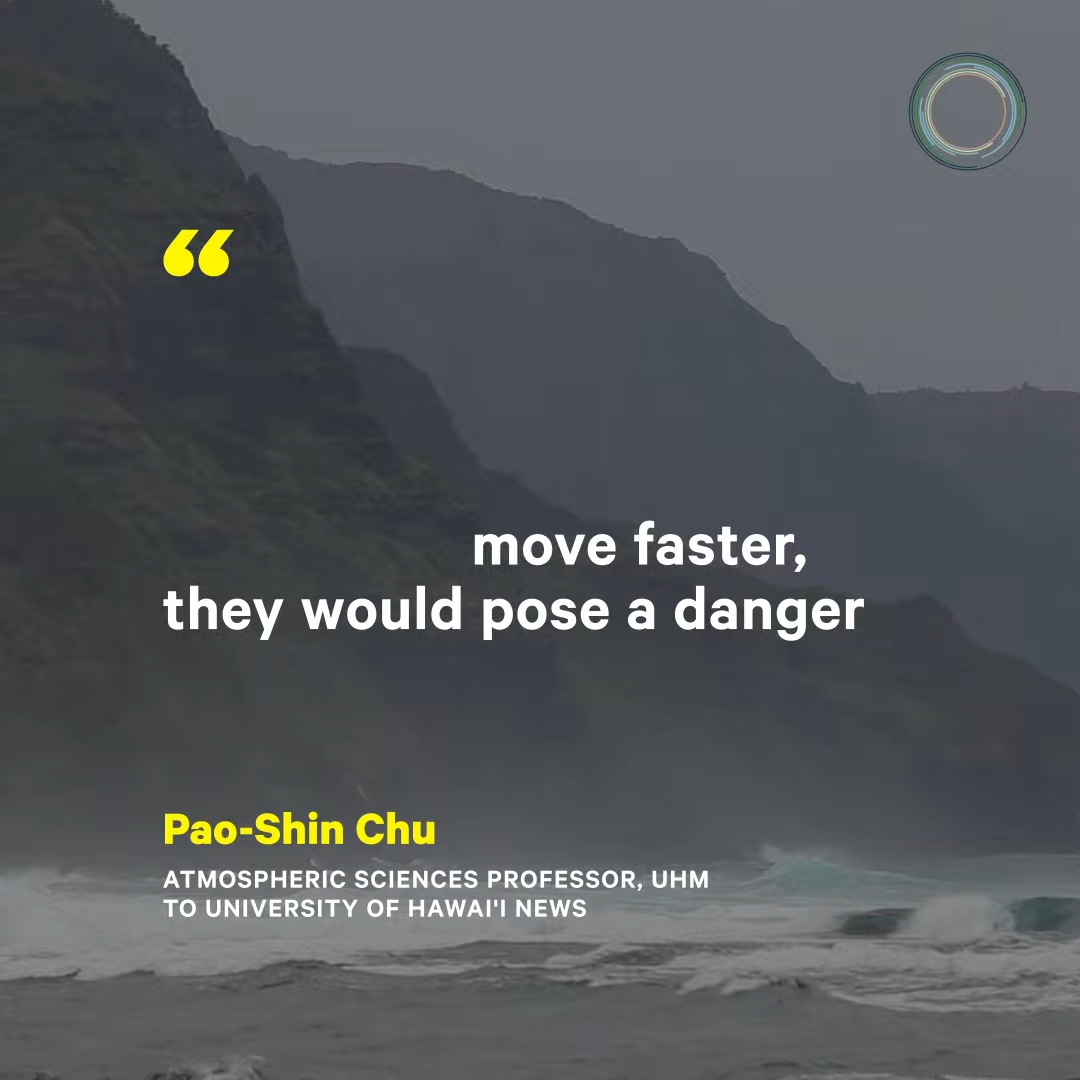 “
move faster,
they would pose a danger
Pao-Shin Chu
ATMOSPHERIC SCIENCES PROFESSOR, UHM
TO UNIVERSITY OF HAWAI'I NEWS